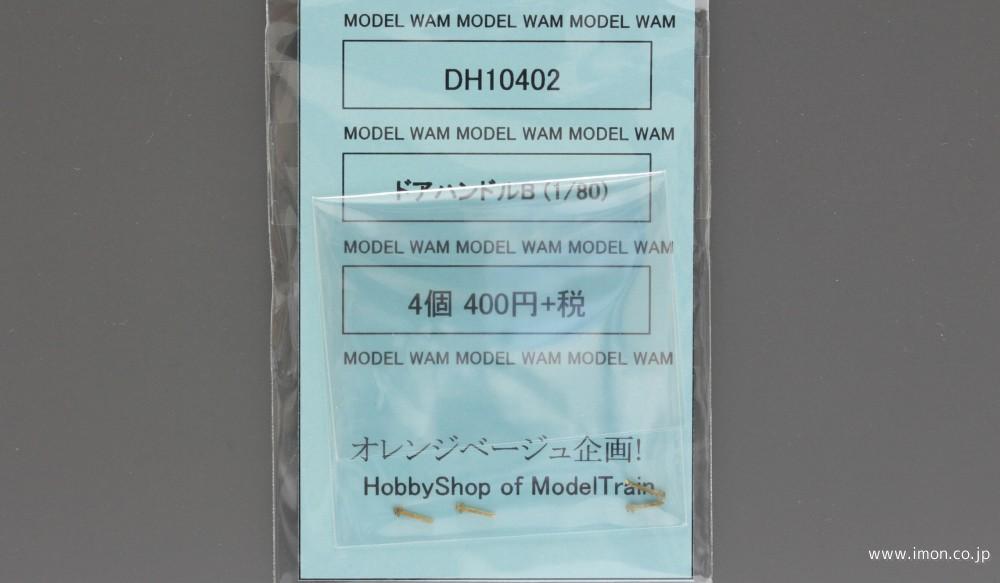 MODEL WAM MODEL WAM MODEL WAM
DH10402
MODEL WAM MODEL WAM MODEL WAM
ドアハンドルB (1/80)
MODEL WAM MODEL WAM MODEL WAM
4個 400円+税
MODEL WAM MODEL WAM MODEL WAM
オレンジベージュ企画!
HobbyShop of ModelTrain
www.imon.co.jp